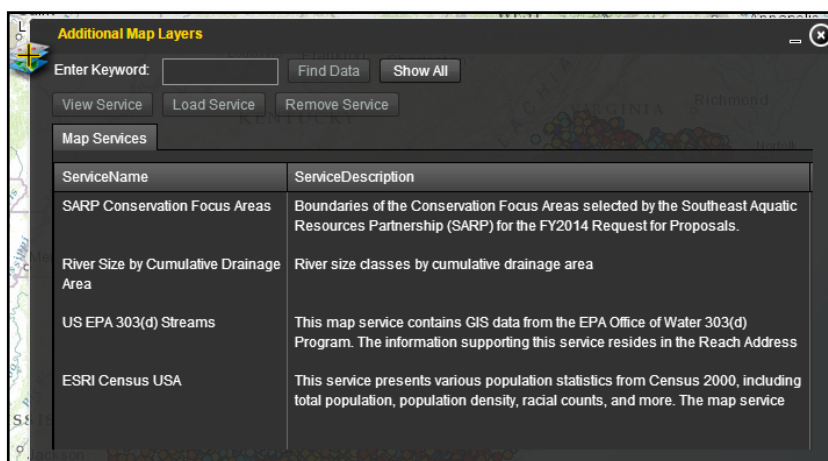 Additional Map Layers
Enter Keyword: Find Data Show All
View Service Load Service Remove Service
Map Services
ServiceName ServiceDescription
SARP Conservation Focus Areas Boundaries of the Conservation Focus Areas selected by the Southeast Aquatic
Resources Partnership (SARP) for the FY2014 Request for Proposals.
River Size by Cumulative Drainage River size classes by cumulative drainage area
Area
US EPA 303(d) Streams This map service contains GIS data from the EPA Office of Water 303(d)
Program. The information supporting this service resides in the Reach Address
ESRI Census USA This service presents various population statistics from Census 2000, including
total population, population density, racial counts, and more. The map service
KENTUCKY
VIRGINIA
Richmond
Norfolk
Jackson